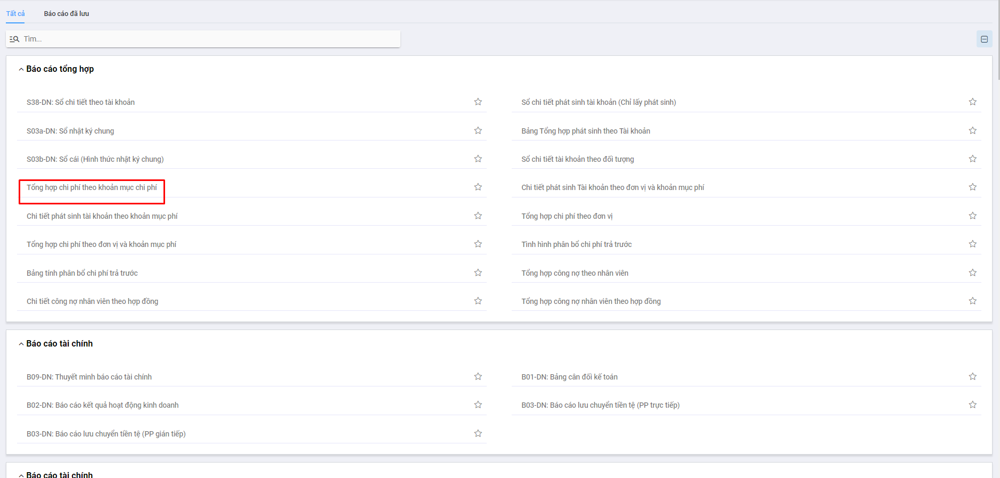 Tất cả
Báo cáo đã lưu
Tìm...
Báo cáo tổng hợp
S38-DN: Sổ chi tiết theo tài khoản
Sổ chi tiết phát sinh tài khoản (Chỉ lấy phát sinh)
S03a-DN: Sổ nhật ký chung
Bảng Tổng hợp phát sinh theo Tài khoản
S03b-DN: Sổ cái (Hình thức nhật ký chung)
Sổ chi tiết tài khoản theo đối tượng
Tổng hợp chi phí theo khoản mục chi phí
Chi tiết phát sinh Tài khoản theo đơn vị và khoản mục phí
Chi tiết phát sinh tài khoản theo khoản mục phí
Tổng hợp chi phí theo đơn vị
Tổng hợp chi phí theo đơn vị và khoản mục phí
Tình hình phân bổ chi phí trả trước
Bảng tính phân bổ chi phí trả trước
Tổng hợp công nợ theo nhân viên
Chi tiết công nợ nhân viên theo hợp đồng
Tổng hợp công nợ nhân viên theo hợp đồng
Báo cáo tài chính
B09-DN: Thuyết minh báo cáo tài chính
B01-DN: Bảng cân đối kế toán
B02-DN: Báo cáo kết quả hoạt động kinh doanh
B03-DN: Báo cáo lưu chuyển tiền tệ (PP trực tiếp)
B03-DN: Báo cáo lưu chuyển tiền tệ (PP gián tiếp)
Báo cáo tài chính